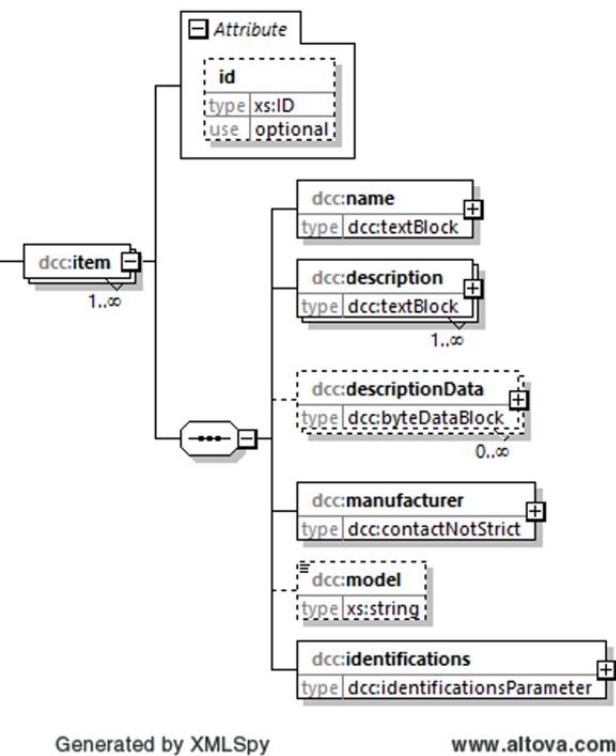 Attribute
id
type xs:ID
use optional
dcc:name
type dcc:textBlock
dcc:item
1..∞
dcc:description
type dcc:textBlock
1..∞
dcc:descriptionData
type dcc:byteDataBlock
0..∞
dcc:manufacturer
type dcc:contactNotStrict
dcc:model
type xs:string
dcc:identifications
type dcc:identificationsParameter
Generated by XMLSpy www.altova.com